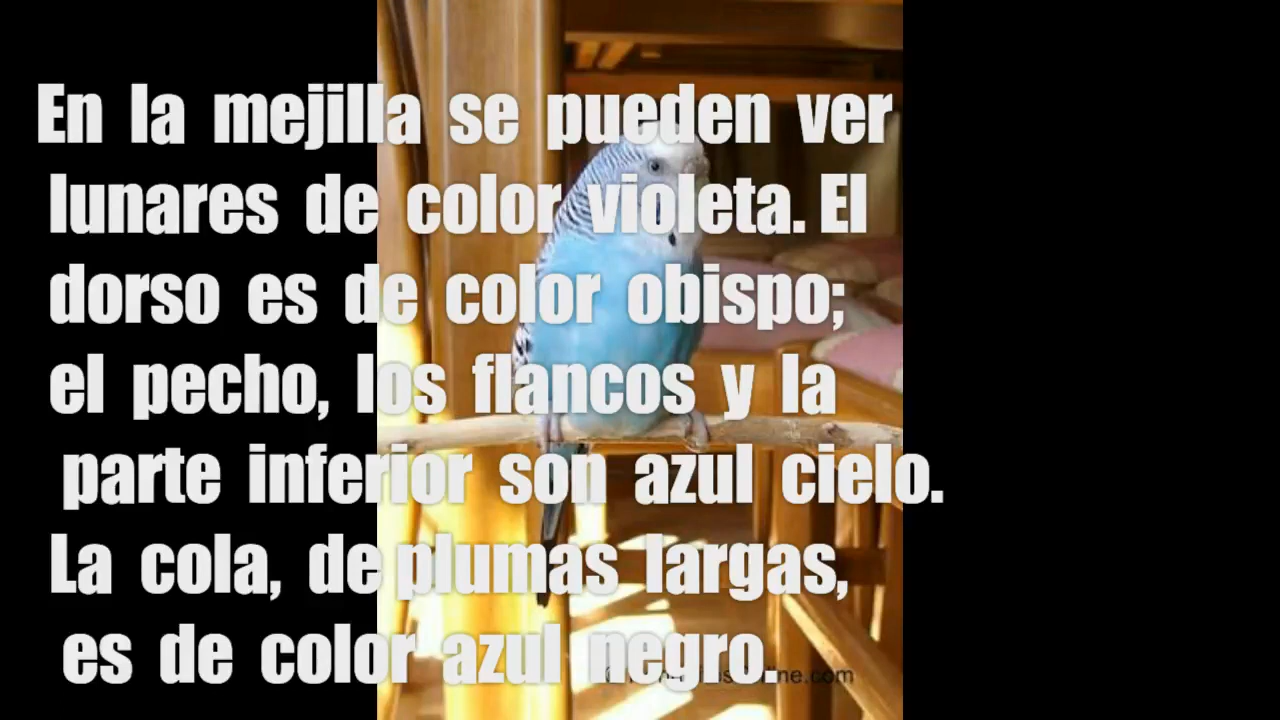 En la mejilla se pueden ver
lunares de color violeta. El
dorso es de color obispo;
el pecho, los flancos y la
parte inferior son azul cielo.
La cola, de plumas largas,
es de color azul negro.